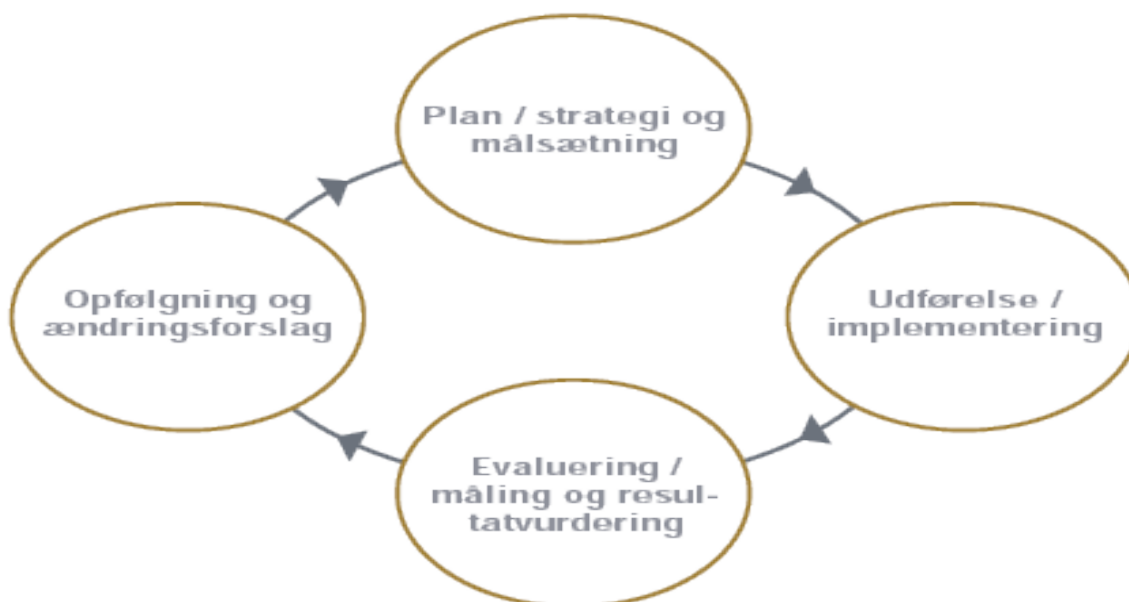 Plan / strategi og
målsætning
Udførelse /
implementering
Evaluering /
måling og resul-
tatvurdering
Opfølgning og
ændringsforslag